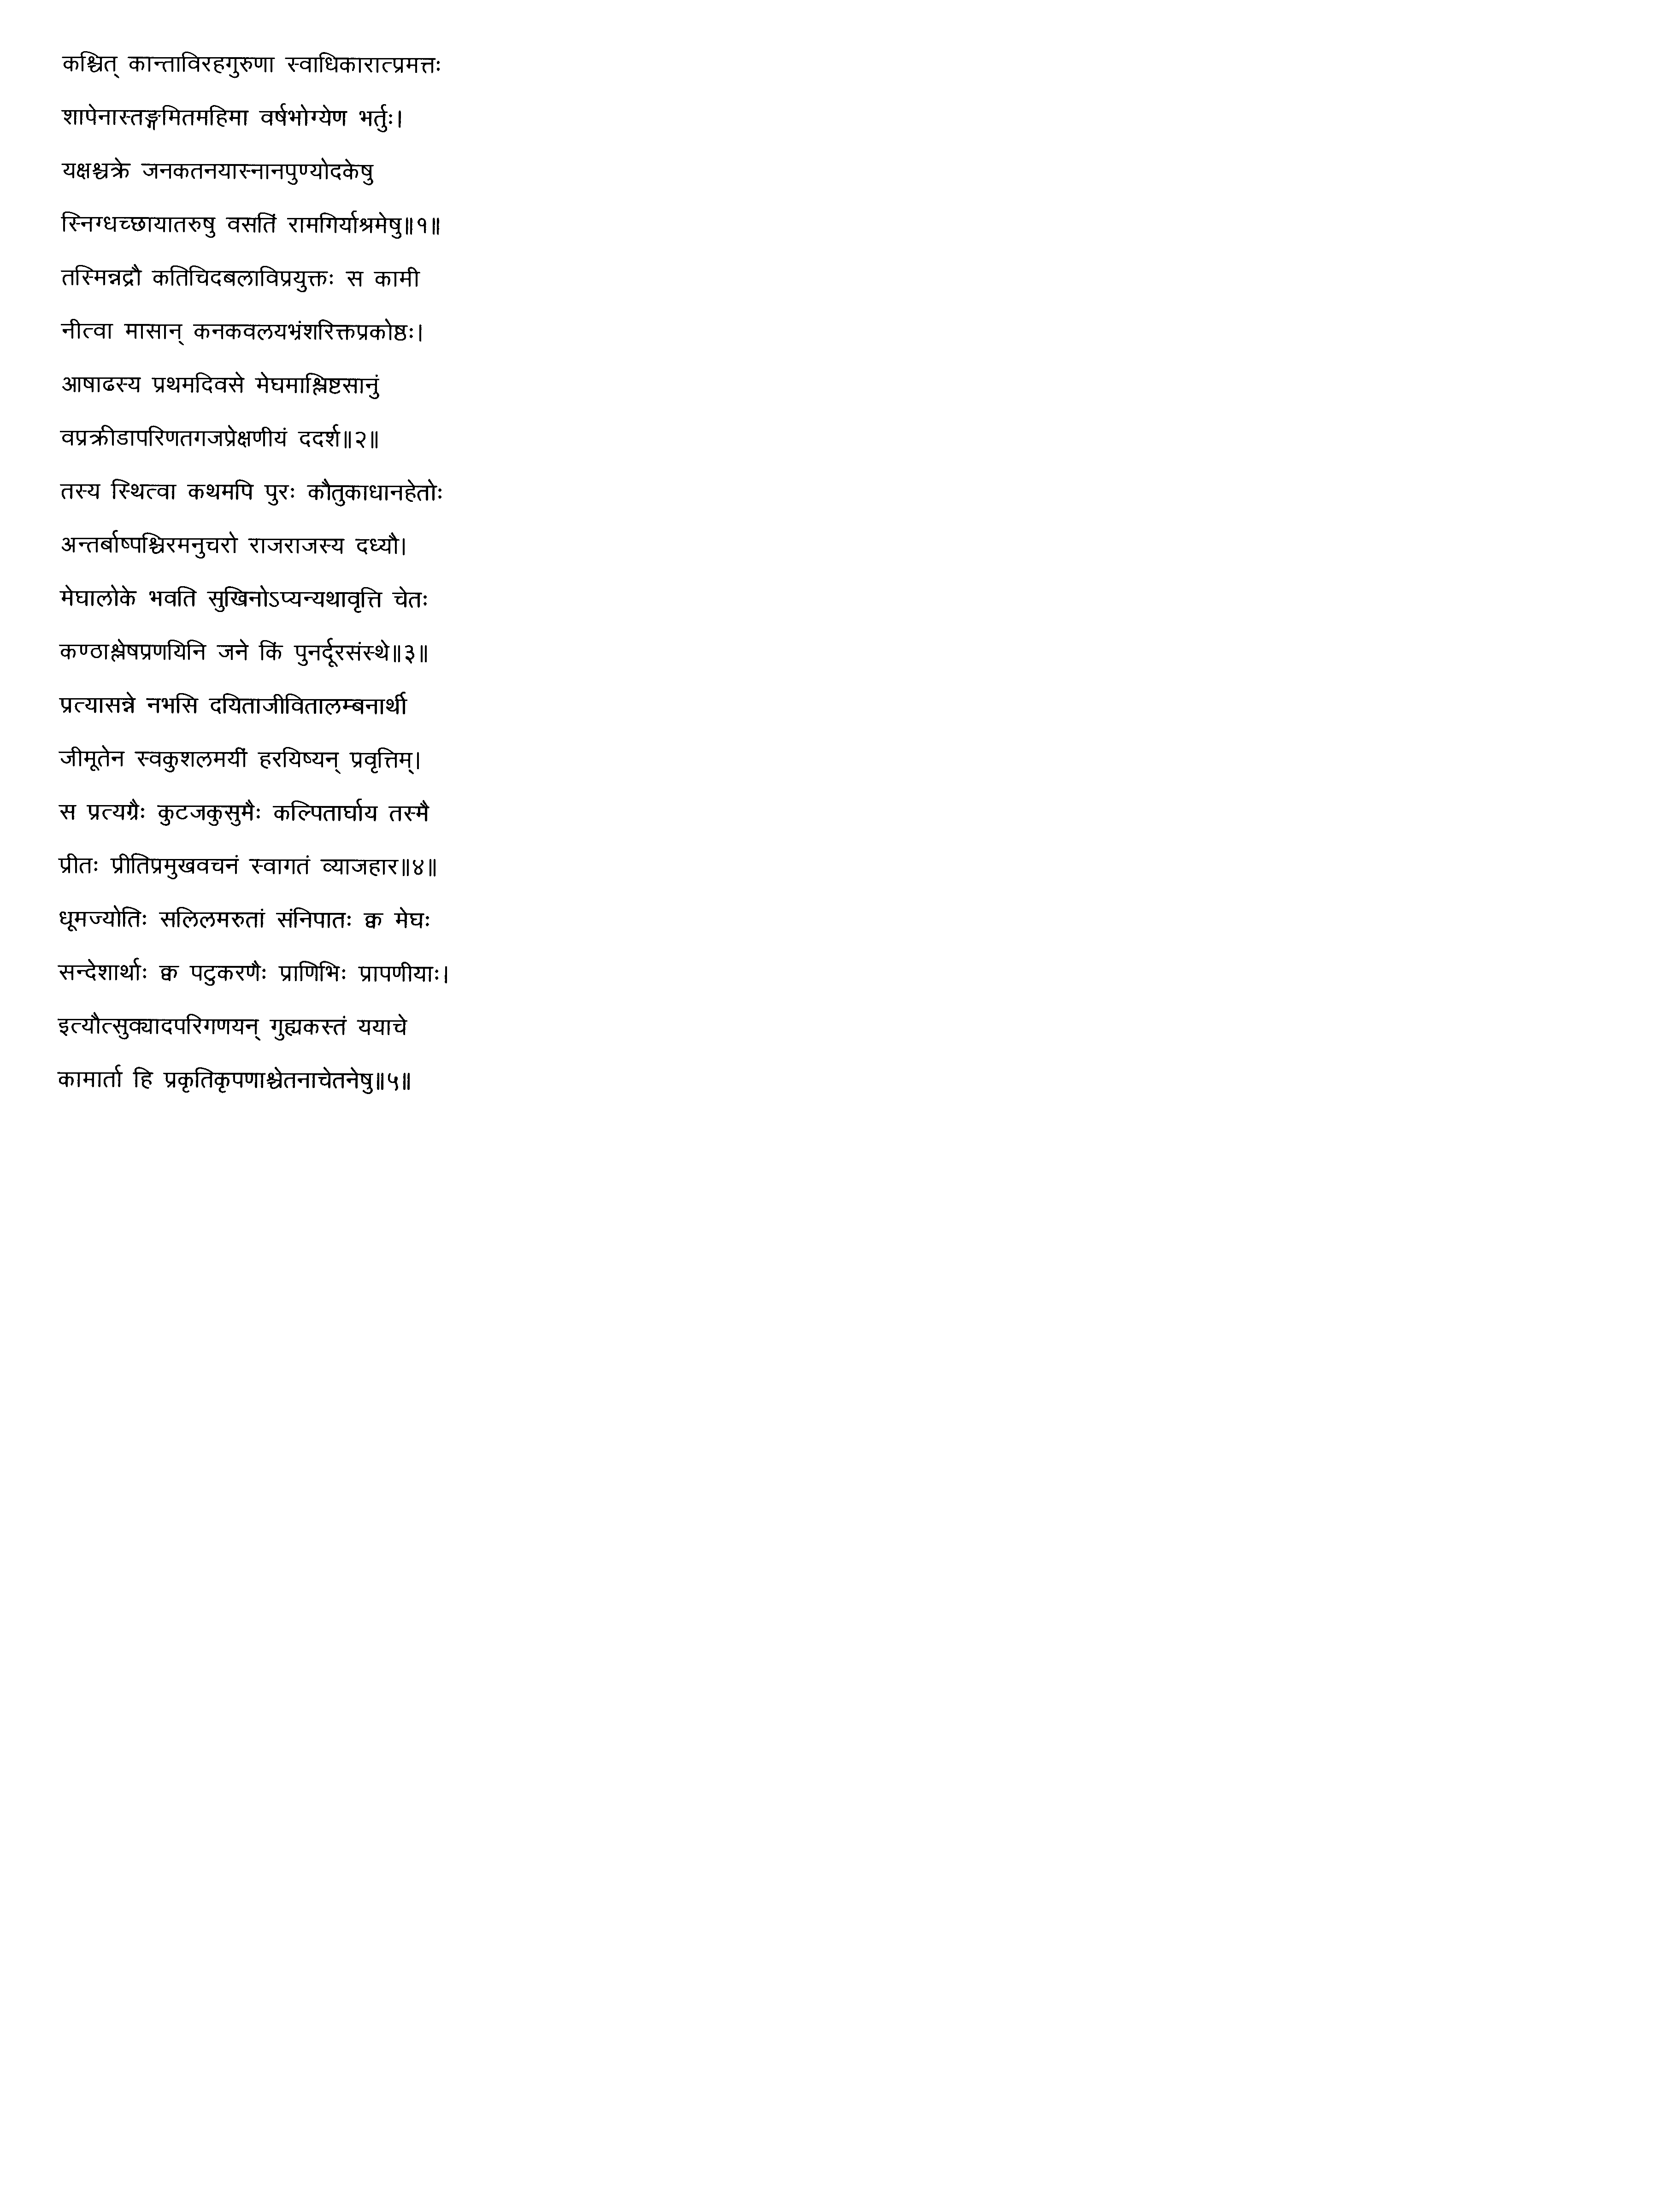 कश्चित् कान्ताविरहगुरुणा स्वाधिकारात्प्रमत्तः
शापेनास्तङ्गमितमहिमा वर्षभोग्येण भर्तुः।
यक्षश्चक्रे जनकतनयास्नानपुण्योदकेषु
स्निग्धच्छायातरुषु वसतिं रामगिर्याश्रमेषु॥१॥
तस्मिन्नद्रौ कतिचिदबलाविप्रयुक्तः स कामी
नीत्वा मासान् कनकवलयभ्रंशरिक्तप्रकोष्ठः।
आषाढस्य प्रथमदिवसे मेघमाश्लिष्टसानुं
वप्रक्रीडापरिणतगजप्रेक्षणीयं ददर्श॥२॥
तस्य स्थित्वा कथमपि पुरः कौतुकाधानहेतोः
अन्तर्बाष्पश्चिरमनुचरो राजराजस्य दध्यौ।
मेघालोके भवति सुखिनोऽप्यन्यथावृत्ति चेतः
कण्ठाश्लेषप्रणयिनि जने किं पुनर्दूरसंस्थे॥३॥
प्रत्यासन्ने नभसि दयिताजीवितालम्बनार्थी
जीमूतेन स्वकुशलमयीं हरयिष्यन् प्रवृत्तिम्।
स प्रत्यग्रैः कुटजकुसुमैः कल्पितार्घाय तस्मै
प्रीतः प्रीतिप्रमुखवचनं स्वागतं व्याजहार॥४॥
धूमज्योतिः सलिलमरुतां संनिपातः क्व मेघः
सन्देशार्थाः क्व पटुकरणैः प्राणिभिः प्रापणीयाः।
इत्यौत्सुक्यादपरिगणयन् गुह्यकस्तं ययाचे
कामार्ता हि प्रकृतिकृपणाश्चेतनाचेतनेषु॥५॥